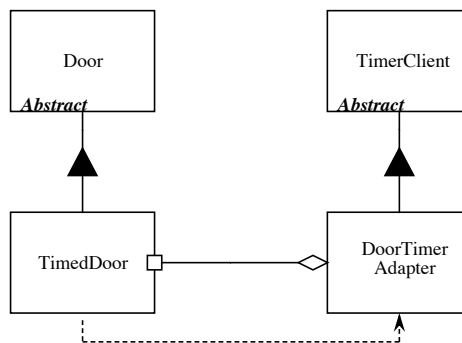 Door
TimerClient
Abstract
Abstract
TimedDoor
DoorTimer
Adapter